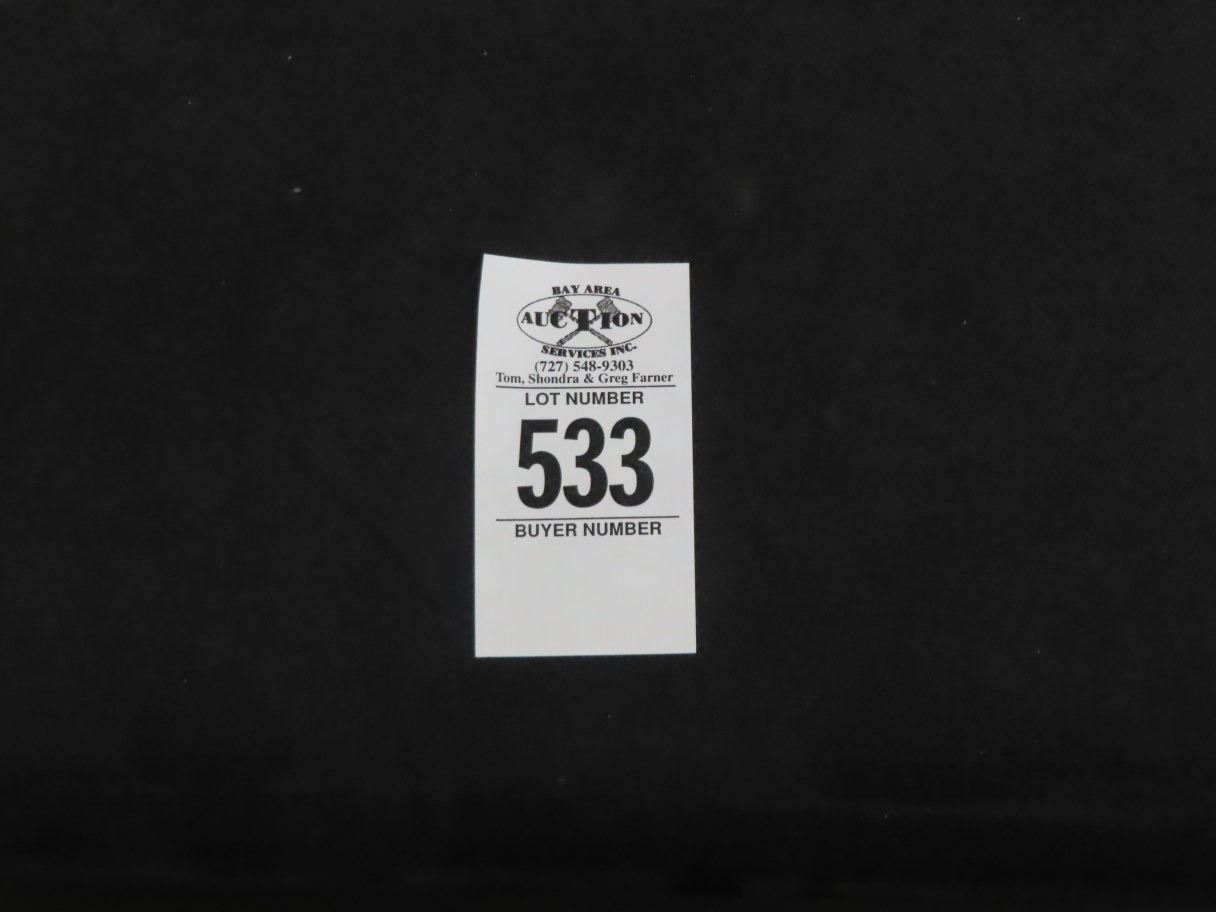 BAY AREA
AUCTION
SERVICES INC.
(727) 548-9303
Tom, Shondra & Greg Farner
LOT NUMBER
533
BUYER NUMBER